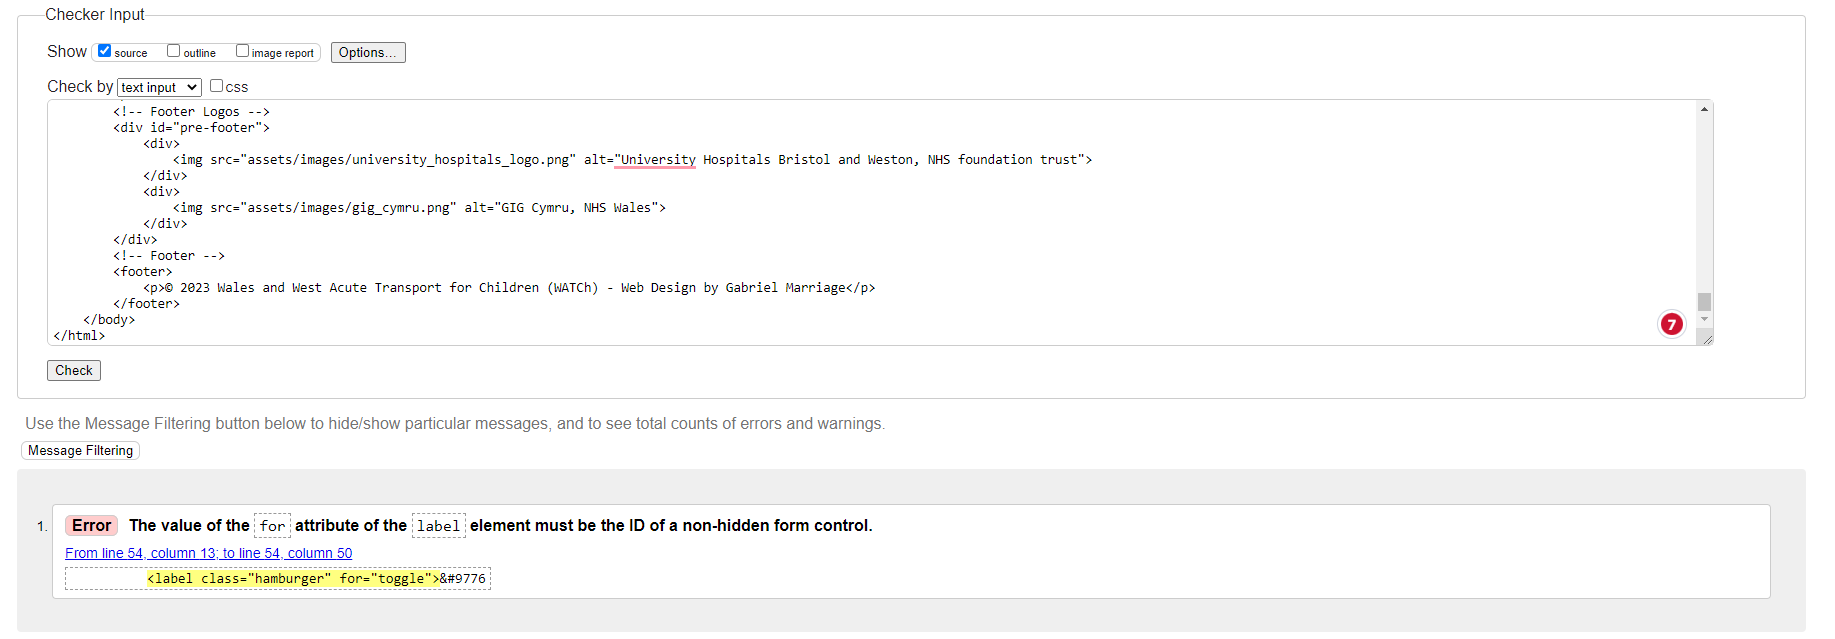 Checker Input
Show source outline image report Options...
Check by text input css
<!-- Footer Logos -->
<div id="pre-footer">
<div>
<img src="assets/images/university_hospitals_logo.png" alt="University Hospitals Bristol and Weston, NHS foundation trust">
</div>
<div>
<img src="assets/images/gig_cymru.png" alt="GIG Cymru, NHS Wales">
</div>
</div>
<!-- Footer -->
<footer>
<p>© 2023 Wales and West Acute Transport for Children (WATCh) - Web Design by Gabriel Marriage</p>
</footer>
</body>
</html>
7
Check
Use the Message Filtering button below to hide/show particular messages, and to see total counts of errors and warnings.
Message Filtering
1. Error The value of the for attribute of the label element must be the ID of a non-hidden form control.
From line 54, column 13; to line 54, column 50
<label class="hamburger" for="toggle">&#9776